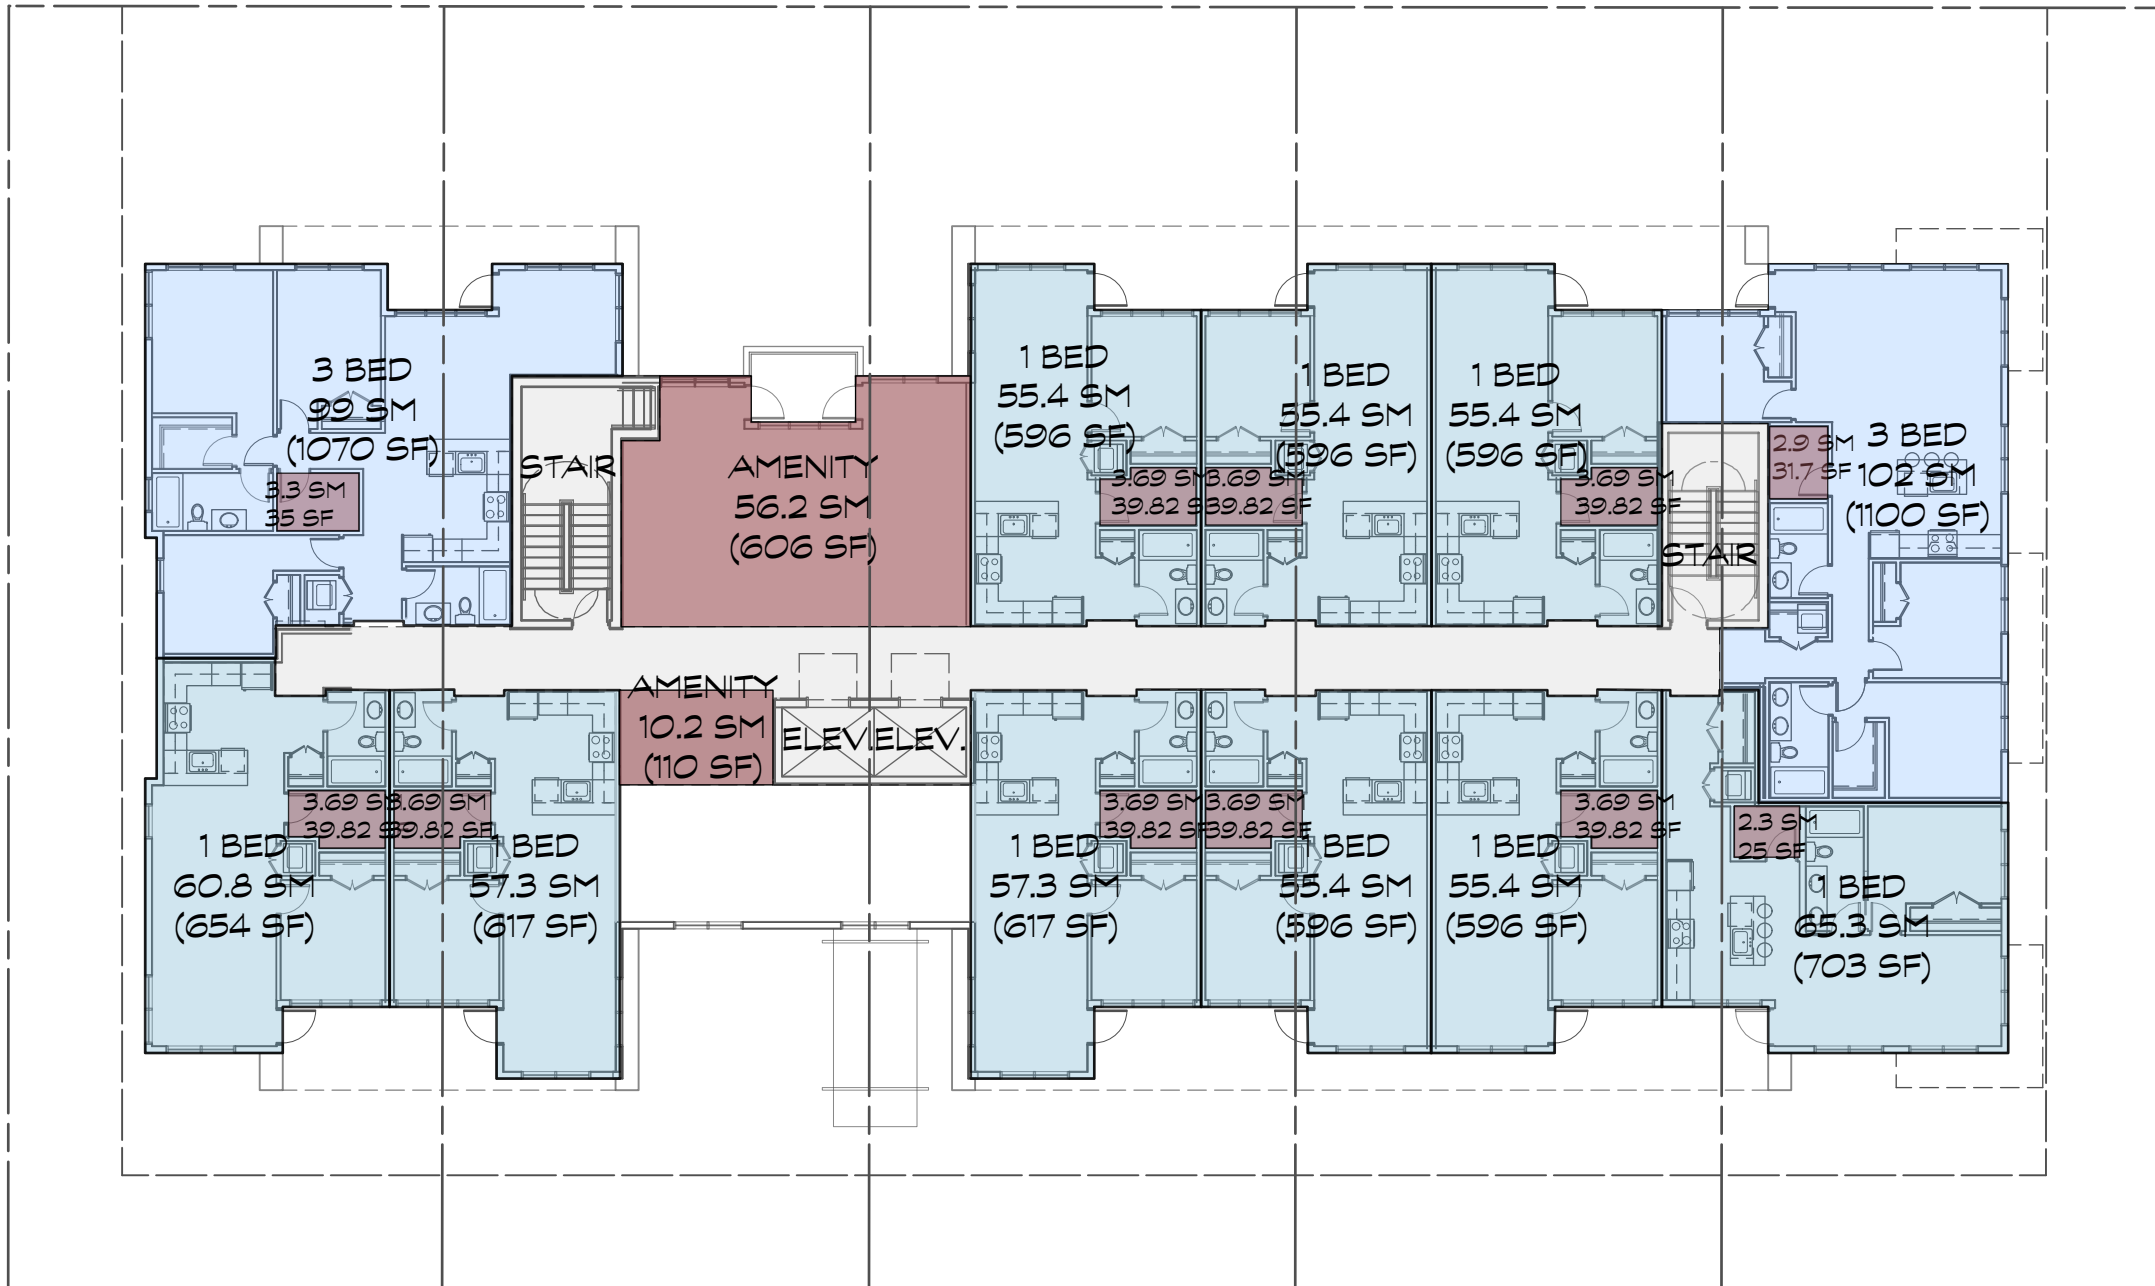 3 BED
99 SM
(1070 SF)
3.3 SM
35 SF
STAIR
AMENITY
56.2 SM
(606 SF)
1 BED
55.4 SM
(596 SF)
3.69 SM
39.82 SF
1 BED
55.4 SM
(596 SF)
3.69 SM
39.82 SF
1 BED
55.4 SM
(596 SF)
3.69 SM
39.82 SF
STAIR
2.9 SM
31.7 SF
3 BED
102 SM
(1100 SF)
AMENITY
10.2 SM
(110 SF)
ELEV.
ELEV.
3.69 SM
39.82 SF
1 BED
60.8 SM
(654 SF)
3.69 SM
39.82 SF
1 BED
57.3 SM
(617 SF)
3.69 SM
39.82 SF
1 BED
57.3 SM
(617 SF)
3.69 SM
39.82 SF
1 BED
55.4 SM
(596 SF)
3.69 SM
39.82 SF
1 BED
55.4 SM
(596 SF)
2.3 SM
25 SF
1 BED
65.3 SM
(703 SF)